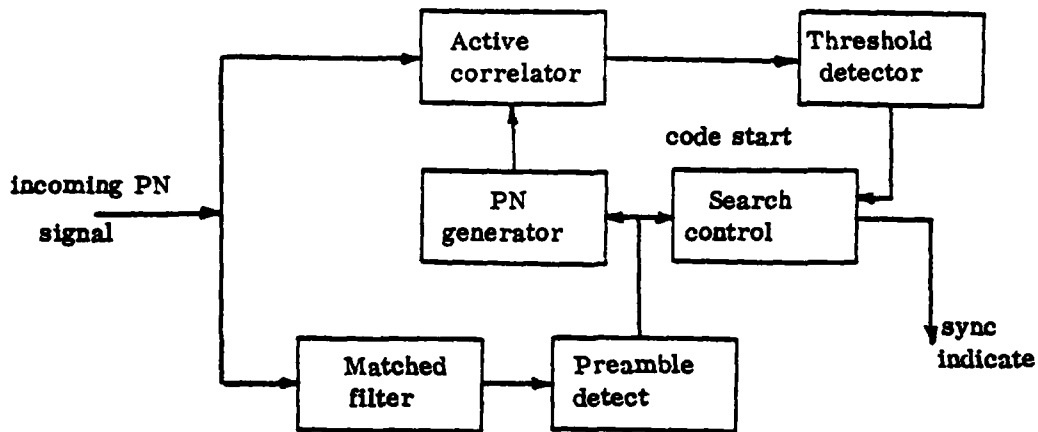 Active
correlator
Threshold
detector
code start
incoming PN
signal
PN
generator
Search
control
sync
indicate
Matched
filter
Preamble
detect